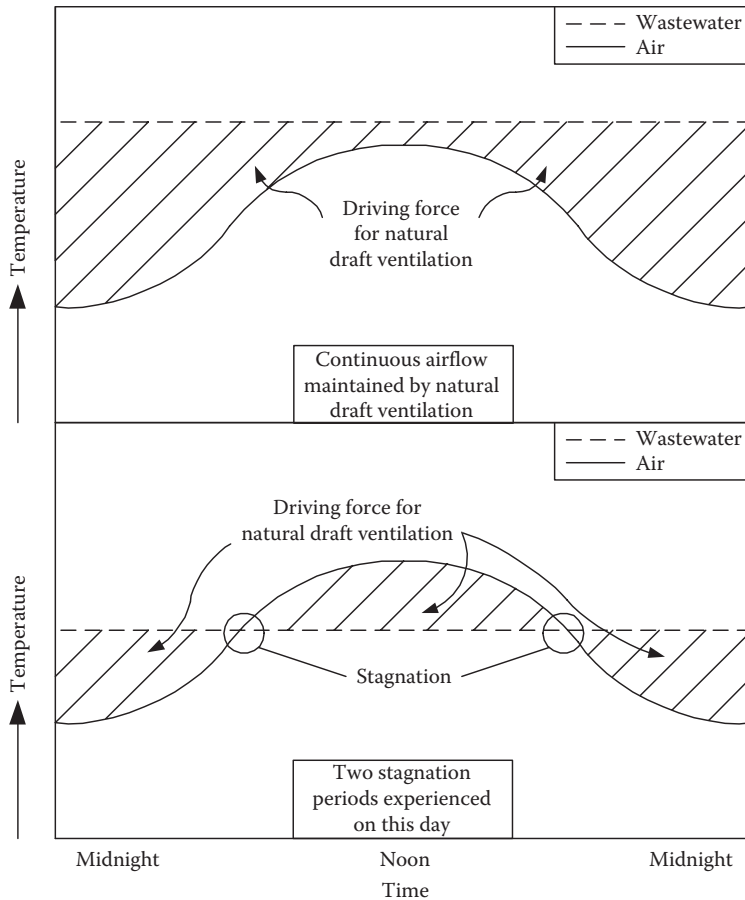 Wastewater
Air
Temperature
Driving force
for natural
draft ventilation
Continuous airflow
maintained by natural
draft ventilation
Wastewater
Air
Temperature
Driving force for
natural draft ventilation
Stagnation
Two stagnation
periods experienced
on this day
Midnight
Noon
Midnight
Time